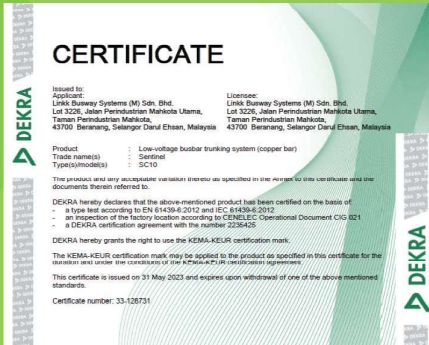 DEKRA
CERTIFICATE
Issued to:
Applicant:
Linkk Busway Systems (M) Sdn. Bhd.
Lot 3226, Jalan Perindustrian Mahkota Utama,
Taman Perindustrian Mahkota,
43700 Beranang, Selangor Darul Ehsan, Malaysia
Licensee:
Linkk Busway Systems (M) Sdn. Bhd.
Lot 3226, Jalan Perindustrian Mahkota Utama,
Taman Perindustrian Mahkota,
43700 Beranang, Selangor Darul Ehsan, Malaysia
Product : Low-voltage busbar trunking system (copper bar)
Trade name(s) : Sentinel
Type(s)/model(s) : SC10
The product and any acceptable variation thereto as specified in the Annex to this certificate and the
documents therein referred to.
DEKRA hereby declares that the above-mentioned product has been certified on the basis of:
- a type test according to EN 61439-6:2012 and IEC 61439-6:2012
- an inspection of the factory location according to CENELEC Operational Document CIG 021
- a DEKRA certification agreement with the number 2235425
DEKRA hereby grants the right to use the KEMA-KEUR certification mark.
The KEMA-KEUR certification mark may be applied to the product as specified in this certificate for the
duration and under the conditions of the KEMA-KEUR certification agreement.
This certificate is issued on 31 May 2023 and expires upon withdrawal of one of the above mentioned
standards.
Certificate number: 33-128731
DEKRA